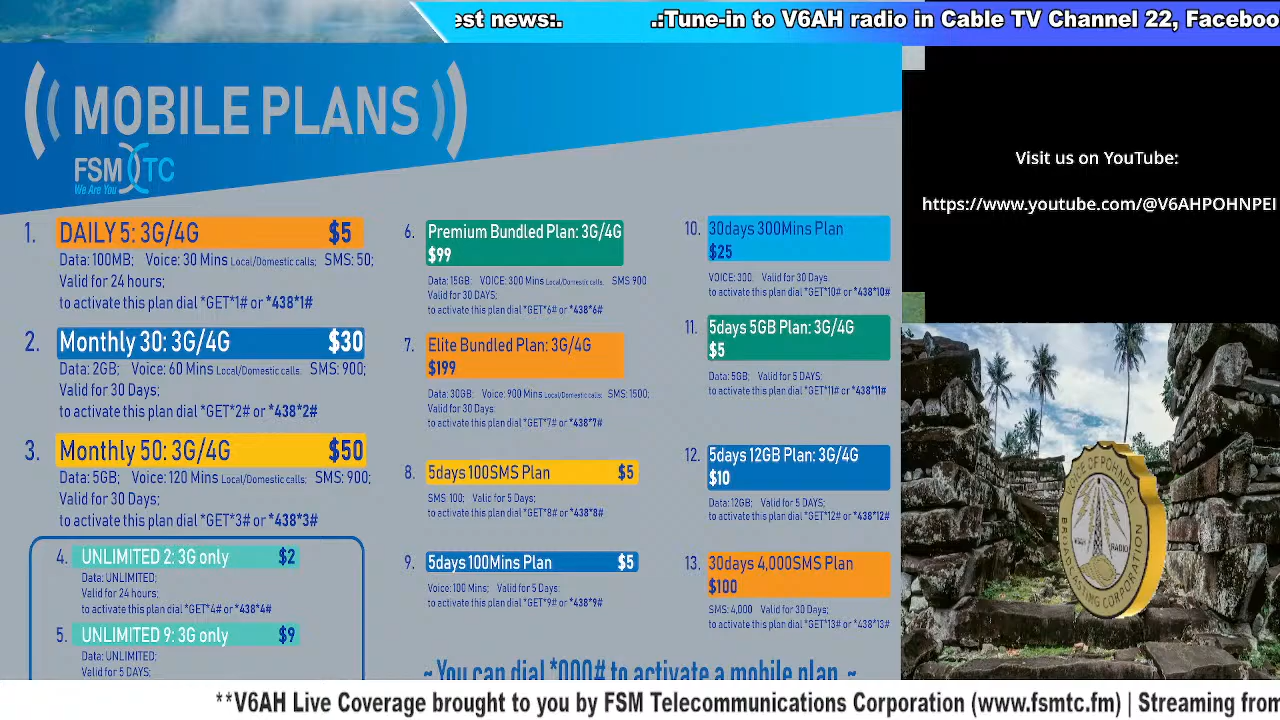 est news:.
.:Tune-in to V6AH radio in Cable TV Channel 22, Faceboo
MOBILE PLANS
FSMTC
We Are You
1. DAILY 5: 3G/4G $5
Data: 100MB; Voice: 30 Mins Local/Domestic calls; SMS: 50;
Valid for 24 hours;
to activate this plan dial *GET*1# or *438*1#
2. Monthly 30: 3G/4G $30
Data: 2GB; Voice: 60 Mins Local/Domestic calls. SMS: 900;
Valid for 30 Days;
to activate this plan dial *GET*2# or *438*2#
3. Monthly 50: 3G/4G $50
Data: 5GB; Voice: 120 Mins Local/Domestic calls; SMS: 900;
Valid for 30 Days;
to activate this plan dial *GET*3# or *438*3#
4. UNLIMITED 2: 3G only $2
Data: UNLIMITED;
Valid for 24 hours;
to activate this plan dial *GET*4# or *438*4#
5. UNLIMITED 9: 3G only $9
Data: UNLIMITED;
Valid for 5 DAYS;
6. Premium Bundled Plan: 3G/4G
$99
Data: 15GB; VOICE: 300 Mins Local/Domestic calls; SMS 900
Valid for 30 DAYS;
to activate this plan dial *GET*6# or *438*6#
7. Elite Bundled Plan: 3G/4G
$199
Data: 30GB; Voice: 900 Mins Local/Domestic calls; SMS: 1500;
Valid for 30 Days;
to activate this plan dial *GET*7# or *438*7#
8. 5days 100SMS Plan $5
SMS 100; Valid for 5 Days;
to activate this plan dial *GET*8# or *438*8#
9. 5days 100Mins Plan $5
Voice: 100 Mins; Valid for 5 Days;
to activate this plan dial *GET*9# or *438*9#
10. 30days 300Mins Plan
$25
VOICE: 300 Valid for 30 Days;
to activate this plan dial *GET*10# or *438*10#
11. 5days 5GB Plan: 3G/4G
$5
Data: 5GB; Valid for 5 DAYS;
to activate this plan dial *GET*11# or *438*11#
12. 5days 12GB Plan: 3G/4G
$10
Data: 12GB; Valid for 5 DAYS;
to activate this plan dial *GET*12# or *438*12#
13. 30days 4,000SMS Plan
$100
SMS: 4,000 Valid for 30 Days;
to activate this plan dial *GET*13# or *438*13#
~ You can dial *000# to activate a mobile plan ~
Visit us on YouTube:
https://www.youtube.com/@V6AHPOHNPEI
VOICE OF POHNPEI
V6AH RADIO
BROADCASTING CORPORATION
**V6AH Live Coverage brought to you by FSM Telecommunications Corporation (www.fsmtc.fm) | Streaming from